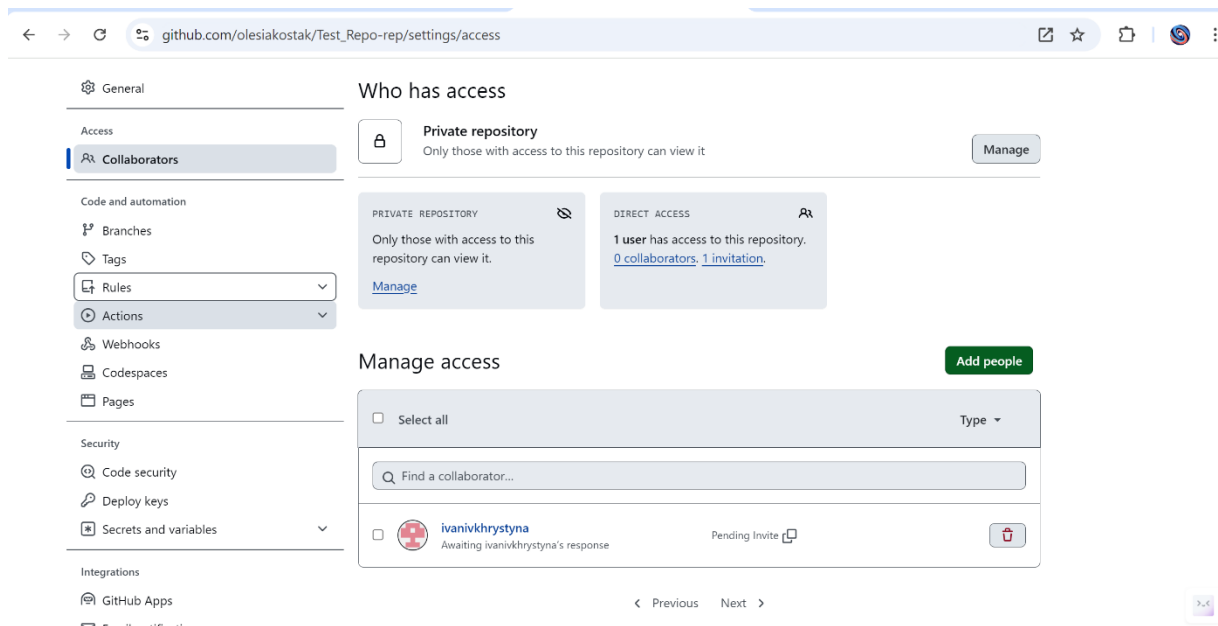 github.com/olesiakostak/Test_Repo-rep/settings/access
General
Access
Collaborators
Code and automation
Branches
Tags
Rules
Actions
Webhooks
Codespaces
Pages
Security
Code security
Deploy keys
Secrets and variables
Integrations
GitHub Apps
Who has access
Private repository
Only those with access to this repository can view it
Manage
PRIVATE REPOSITORY
Only those with access to this
repository can view it.
Manage
DIRECT ACCESS
1 user has access to this repository.
0 collaborators. 1 invitation.
Manage access
Add people
Select all
Type
Find a collaborator...
ivanivkhrystyna
Awaiting ivanivkhrystyna's response
Pending Invite
Previous Next